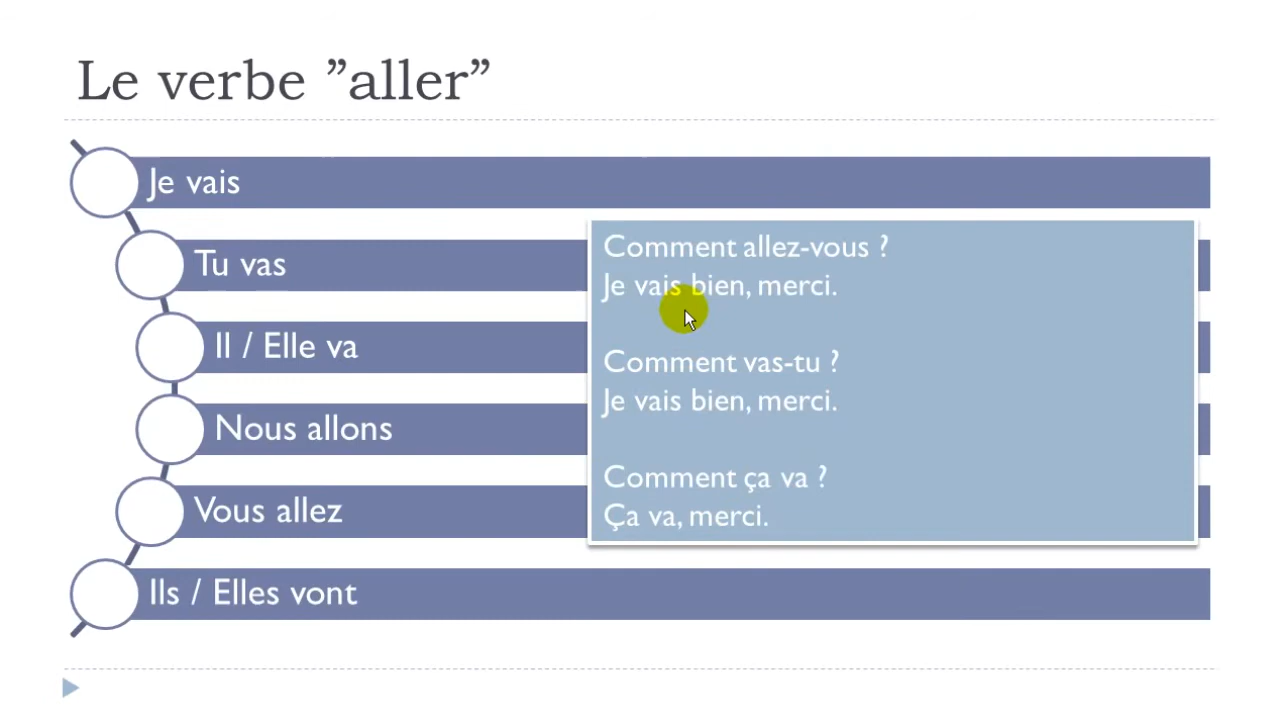 Le verbe ”aller”
Je vais
Tu vas
Il / Elle va
Nous allons
Vous allez
Ils / Elles vont
Comment allez-vous ?
Je vais bien, merci.
Comment vas-tu ?
Je vais bien, merci.
Comment ça va ?
Ça va, merci.